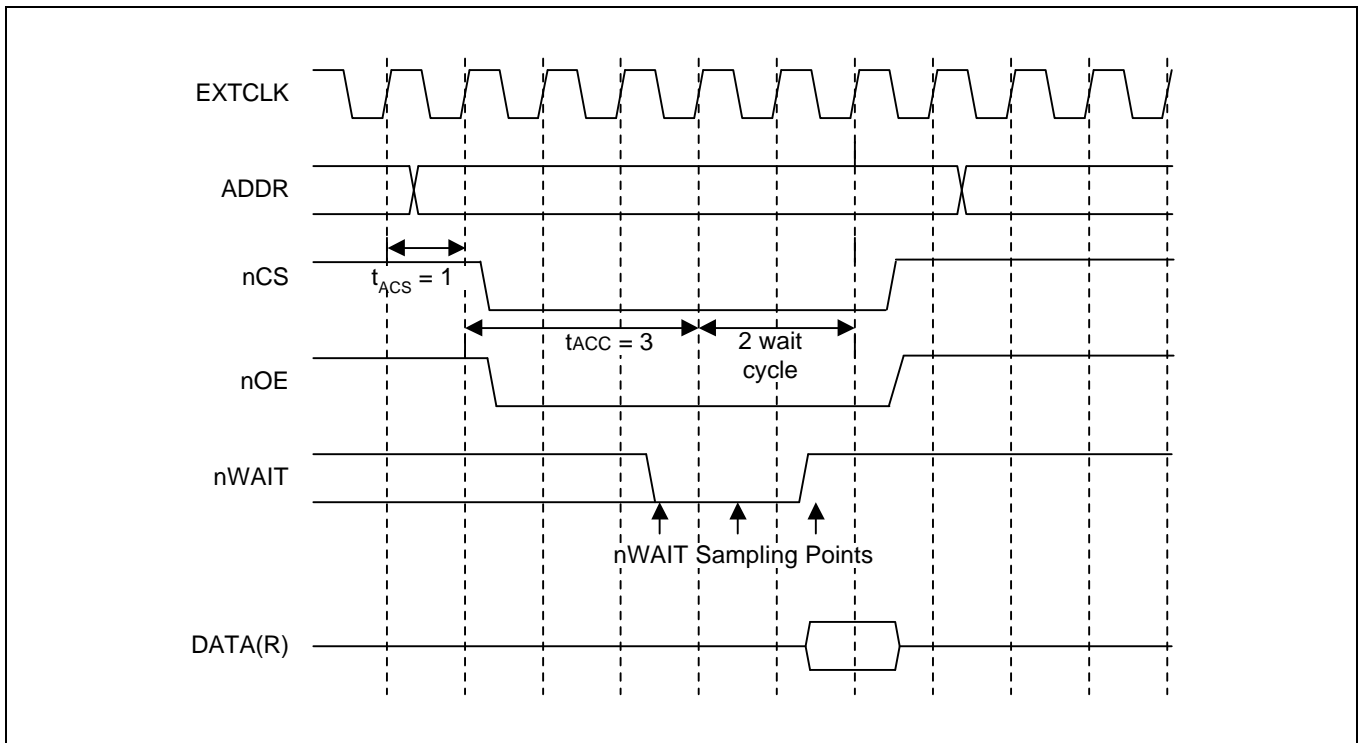 EXTCLK
ADDR
nCS
tACS = 1
tACC = 3
2 wait
cycle
nOE
nWAIT
nWAIT Sampling Points
DATA(R)